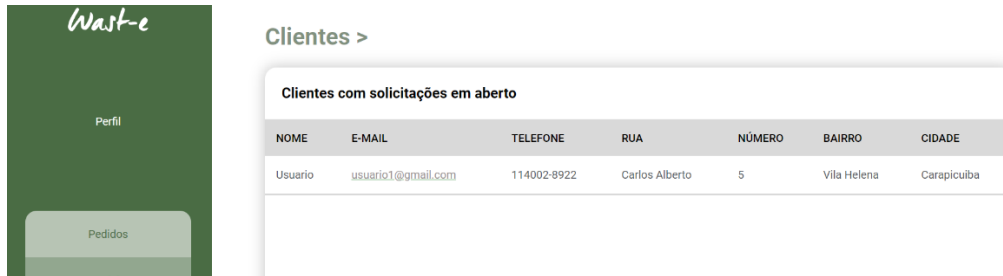 Wast-e
Perfil
Pedidos
Clientes >
Clientes com solicitações em aberto
NOME E-MAIL TELEFONE RUA NÚMERO BAIRRO CIDADE
Usuario usuario1@gmail.com 114002-8922 Carlos Alberto 5 Vila Helena Carapicuiba